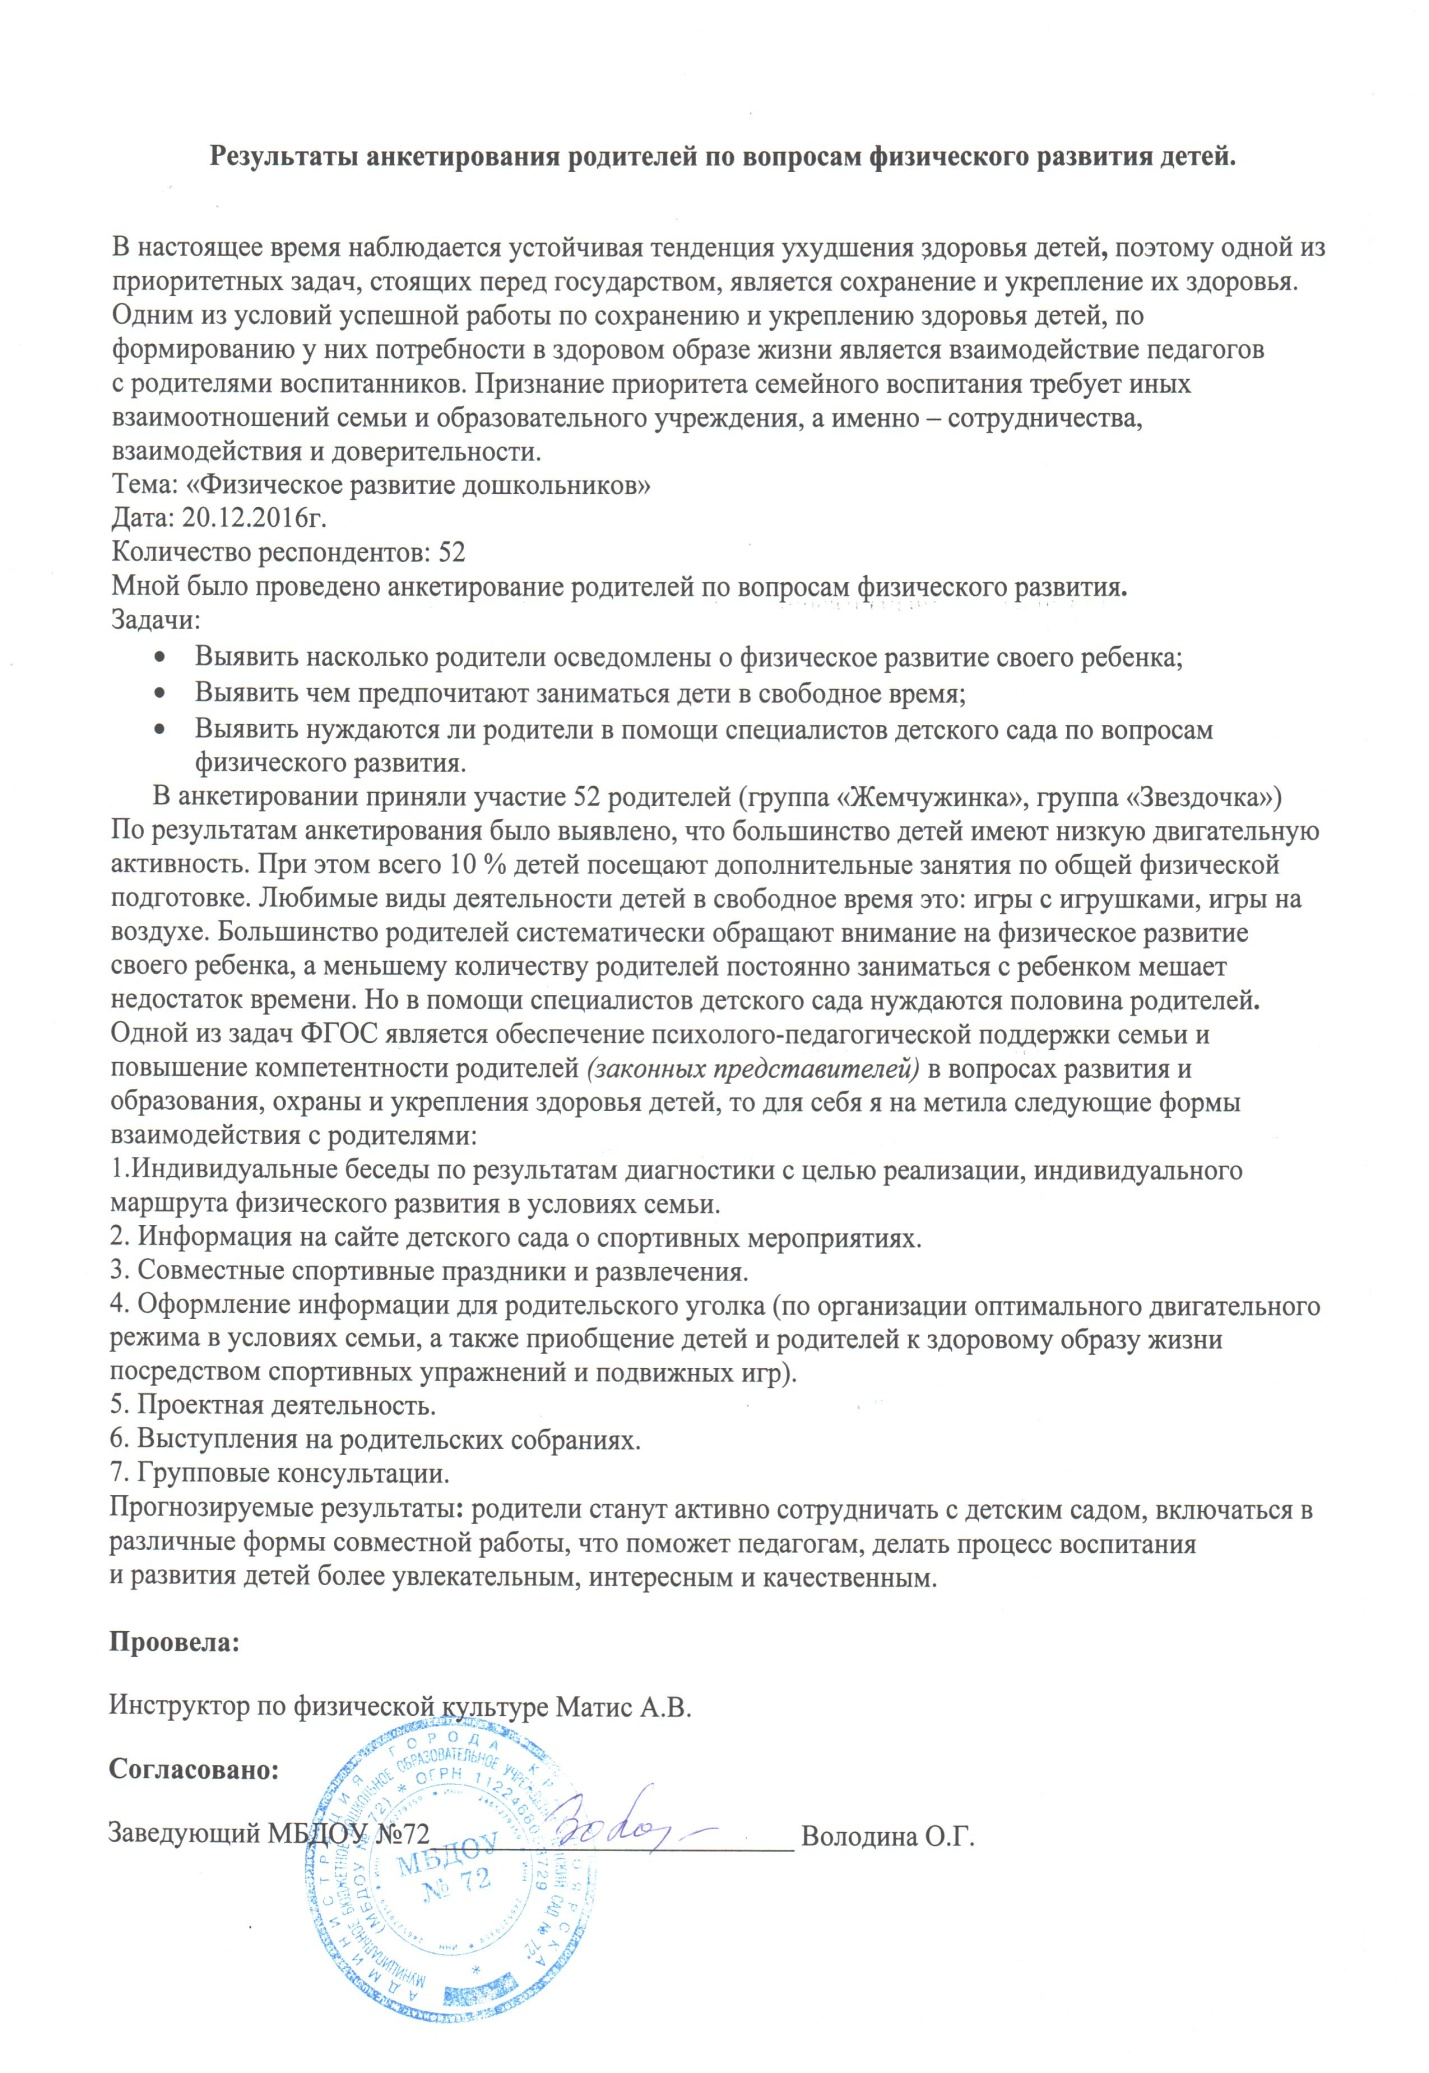 Результаты анкетирования родителей по вопросам физического развития детей.
В настоящее время наблюдается устойчивая тенденция ухудшения здоровья детей, поэтому одной из
приоритетных задач, стоящих перед государством, является сохранение и укрепление их здоровья.
Одним из условий успешной работы по сохранению и укреплению здоровья детей, по
формированию у них потребности в здоровом образе жизни является взаимодействие педагогов
с родителями воспитанников. Признание приоритета семейного воспитания требует иных
взаимоотношений семьи и образовательного учреждения, а именно – сотрудничества,
взаимодействия и доверительности.
Тема: «Физическое развитие дошкольников»
Дата: 20.12.2016г.
Количество респондентов: 52
Мной было проведено анкетирование родителей по вопросам физического развития.
Задачи:
• Выявить насколько родители осведомлены о физическое развитие своего ребенка;
• Выявить чем предпочитают заниматься дети в свободное время;
• Выявить нуждаются ли родители в помощи специалистов детского сада по вопросам
физического развития.
В анкетировании приняли участие 52 родителей (группа «Жемчужинка», группа «Звездочка»)
По результатам анкетирования было выявлено, что большинство детей имеют низкую двигательную
активность. При этом всего 10 % детей посещают дополнительные занятия по общей физической
подготовке. Любимые виды деятельности детей в свободное время это: игры с игрушками, игры на
воздухе. Большинство родителей систематически обращают внимание на физическое развитие
своего ребенка, а меньшему количеству родителей постоянно заниматься с ребенком мешает
недостаток времени. Но в помощи специалистов детского сада нуждаются половина родителей.
Одной из задач ФГОС является обеспечение психолого-педагогической поддержки семьи и
повышение компетентности родителей (законных представителей) в вопросах развития и
образования, охраны и укрепления здоровья детей, то для себя я на метила следующие формы
взаимодействия с родителями:
1.Индивидуальные беседы по результатам диагностики с целью реализации, индивидуального
маршрута физического развития в условиях семьи.
2. Информация на сайте детского сада о спортивных мероприятиях.
3. Совместные спортивные праздники и развлечения.
4. Оформление информации для родительского уголка (по организации оптимального двигательного
режима в условиях семьи, а также приобщение детей и родителей к здоровому образу жизни
посредством спортивных упражнений и подвижных игр).
5. Проектная деятельность.
6. Выступления на родительских собраниях.
7. Групповые консультации.
Прогнозируемые результаты: родители станут активно сотрудничать с детским садом, включаться в
различные формы совместной работы, что поможет педагогам, делать процесс воспитания
и развития детей более увлекательным, интересным и качественным.
Проовела:
Инструктор по физической культуре Матис А.В.
Согласовано:
Заведующий МБДОУ №72 Володина О.Г.
АДМИНИСТРАЦИЯ ГОРОДА КРАСНОЯРСКА
МУНИЦИПАЛЬНОЕ БЮДЖЕТНОЕ ДОШКОЛЬНОЕ ОБРАЗОВАТЕЛЬНОЕ УЧРЕЖДЕНИЕ
(МБДОУ № 72) * ОГРН
МБДОУ
№ 72